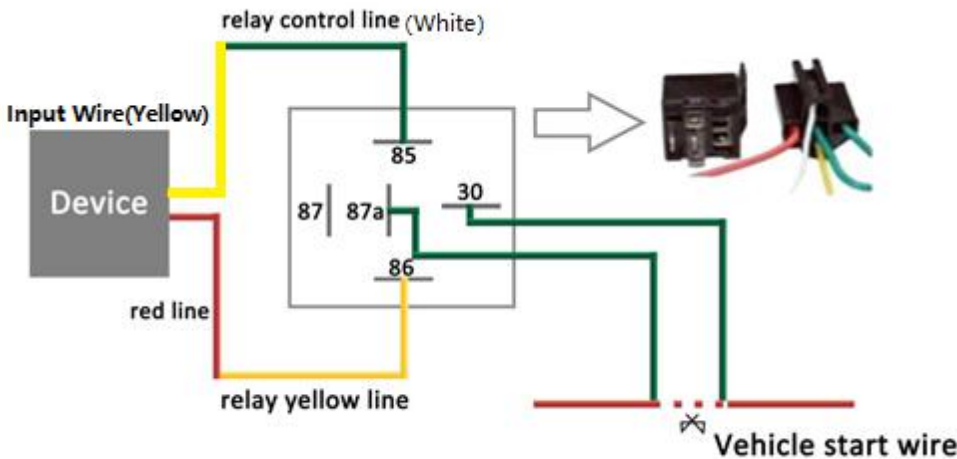 relay control line (White)
Input Wire(Yellow)
Device
85
87
87a
30
86
red line
relay yellow line
Vehicle start wire